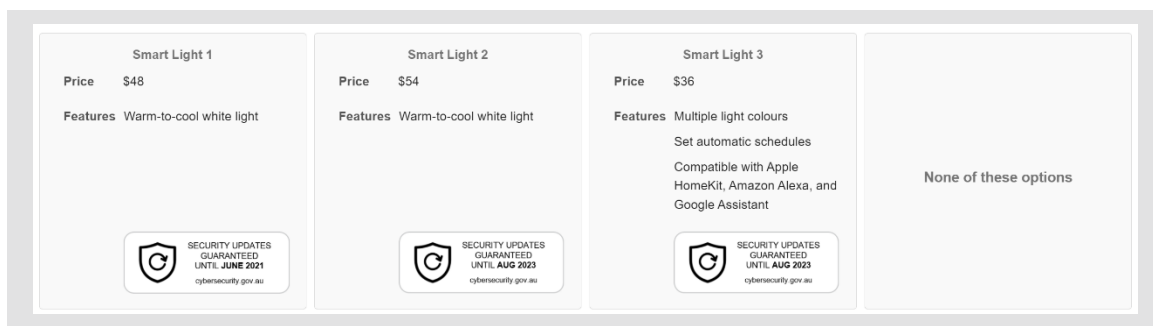 Smart Light 1
Price $48
Features Warm-to-cool white light
SECURITY UPDATES
GUARANTEED
UNTIL JUNE 2021
cybersecurity.gov.au
Smart Light 2
Price $54
Features Warm-to-cool white light
SECURITY UPDATES
GUARANTEED
UNTIL AUG 2023
cybersecurity.gov.au
Smart Light 3
Price $36
Features Multiple light colours
Set automatic schedules
Compatible with Apple
HomeKit, Amazon Alexa, and
Google Assistant
SECURITY UPDATES
GUARANTEED
UNTIL AUG 2023
cybersecurity.gov.au
None of these options